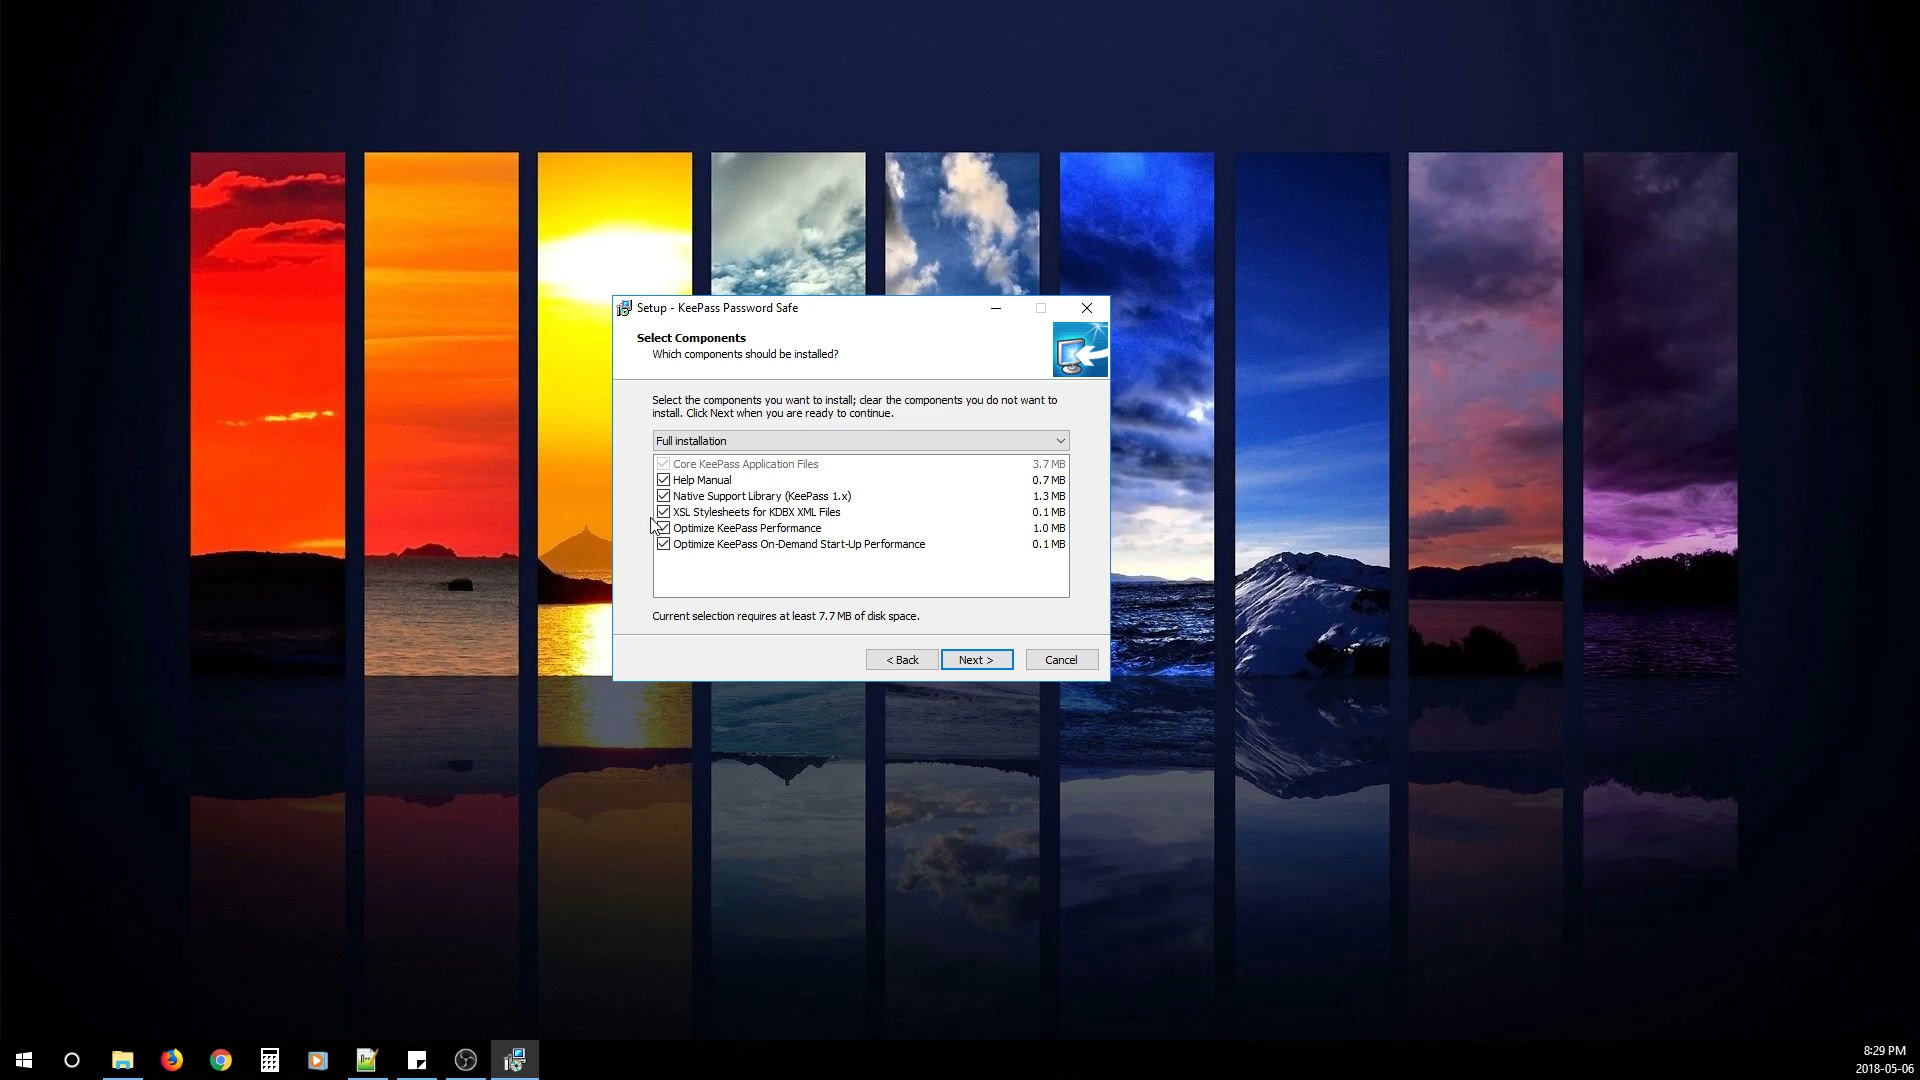 Setup - KeePass Password Safe
Select Components
Which components should be installed?
Select the components you want to install; clear the components you do not want to
install. Click Next when you are ready to continue.
Full installation
Core KeePass Application Files 3.7 MB
Help Manual 0.7 MB
Native Support Library (KeePass 1.x) 1.3 MB
XSL Stylesheets for KDBX XML Files 0.1 MB
Optimize KeePass Performance 1.0 MB
Optimize KeePass On-Demand Start-Up Performance 0.1 MB
Current selection requires at least 7.7 MB of disk space.
< Back Next > Cancel
8:29 PM
2018-05-06